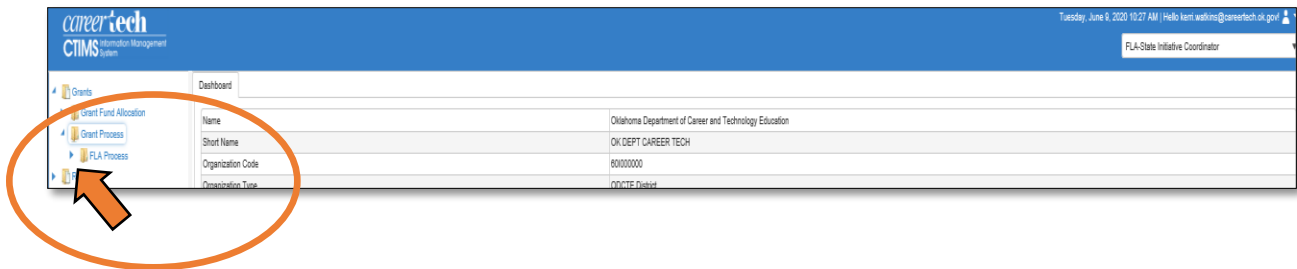 careertech
CTIMS Information Management System
Tuesday, June 9, 2020 10:27 AM | Hello kerri.watkins@careertech.ok.gov!
FLA-State Initiative Coordinator
Grants
Grant Fund Allocation
Grant Process
FLA Process
Dashboard
Name Oklahoma Department of Career and Technology Education
Short Name OK DEPT CAREER TECH
Organization Code 60I000000
Organization Type ODCTE District